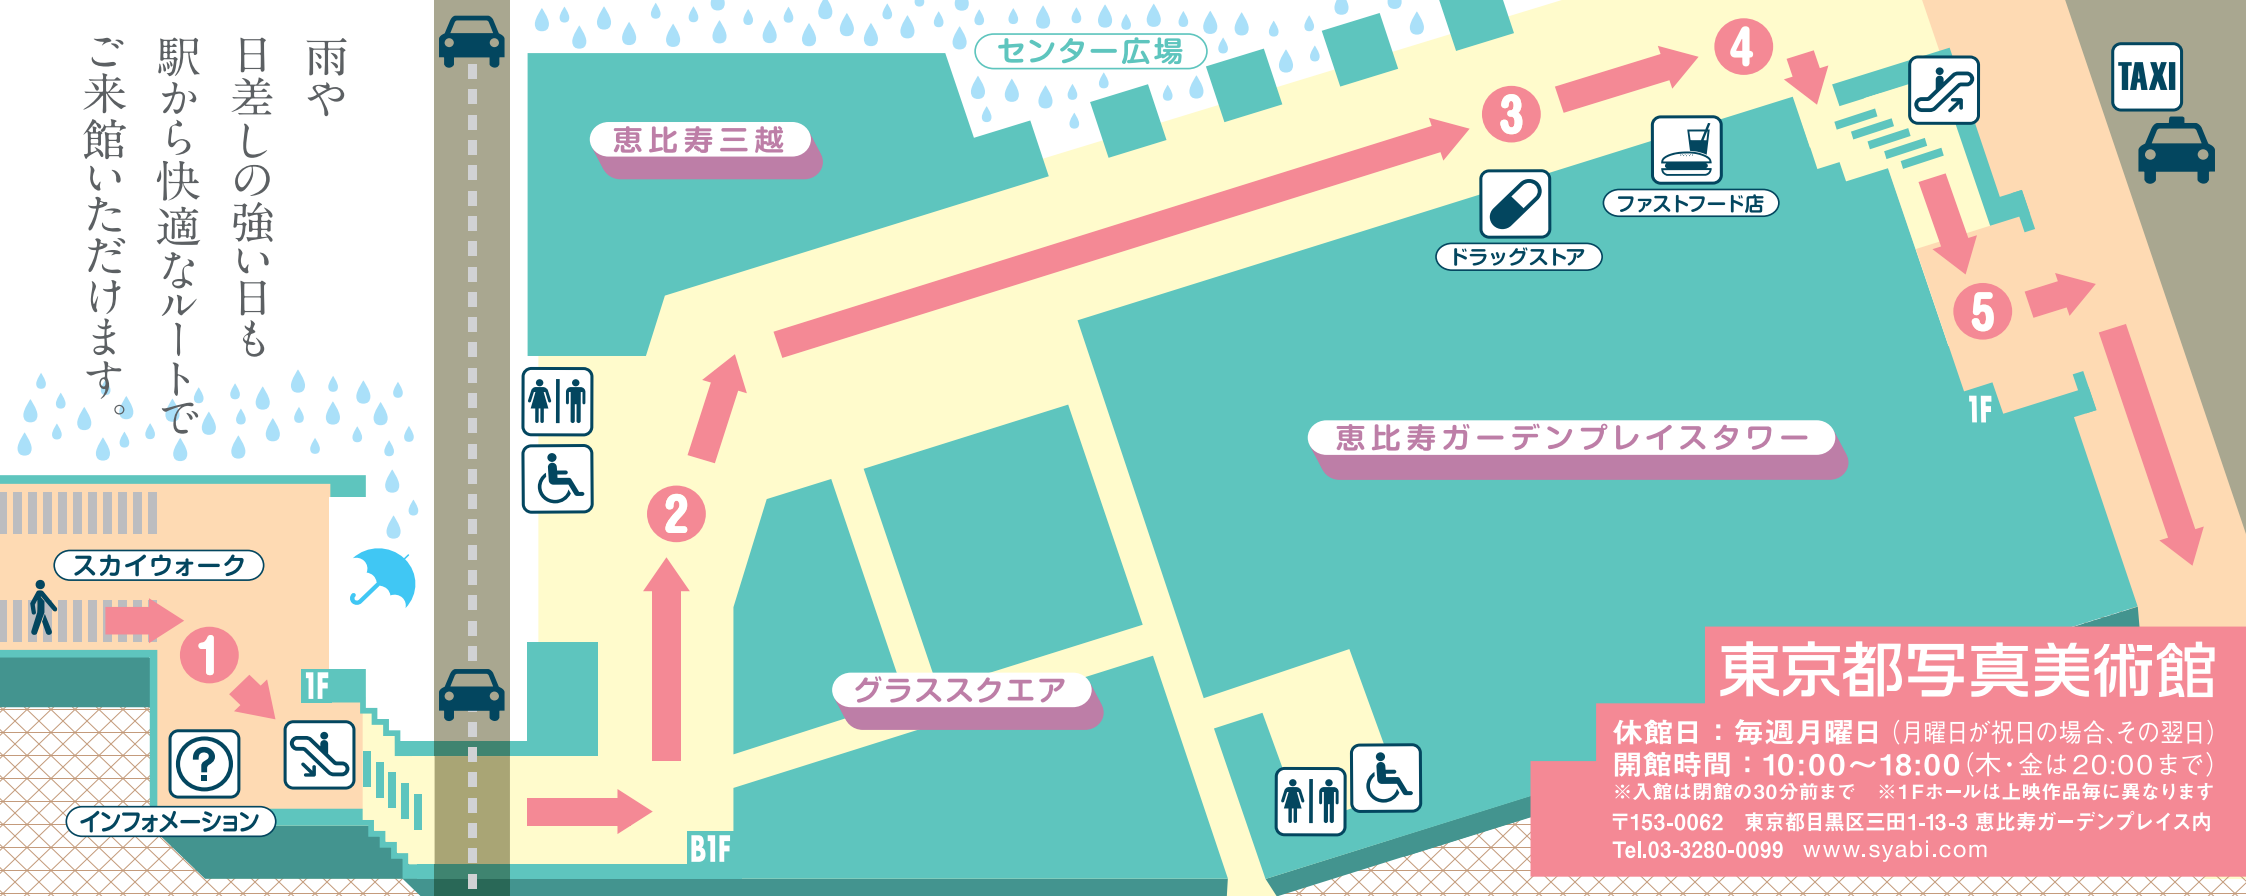 雨や
日差しの強い日も
駅から快適なルートで
ご来館いただけます。
センター広場
恵比寿三越
4
TAXI
3
ファストフード店
ドラッグストア
5
1F
恵比寿ガーデンプレイスタワー
2
スカイウォーク
1
1F
?
インフォメーション
グラススクエア
B1F
東京都写真美術館
休館日：毎週月曜日（月曜日が祝日の場合、その翌日）
開館時間：10:00〜18:00（木・金は20:00まで）
※入館は閉館の30分前まで　※1Fホールは上映作品毎に異なります
〒153-0062　東京都目黒区三田1-13-3 恵比寿ガーデンプレイス内
Tel.03-3280-0099　www.syabi.com